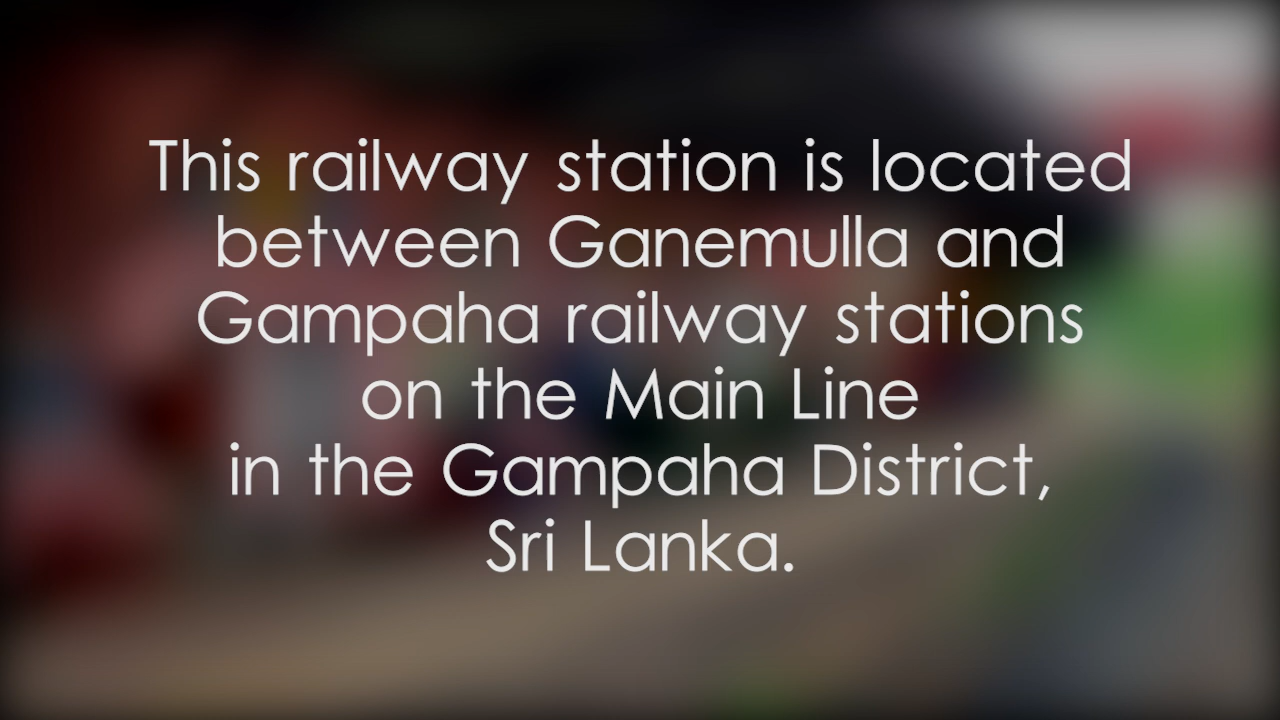 This railway station is located
between Ganemulla and
Gampaha railway stations
on the Main Line
in the Gampaha District,
Sri Lanka.